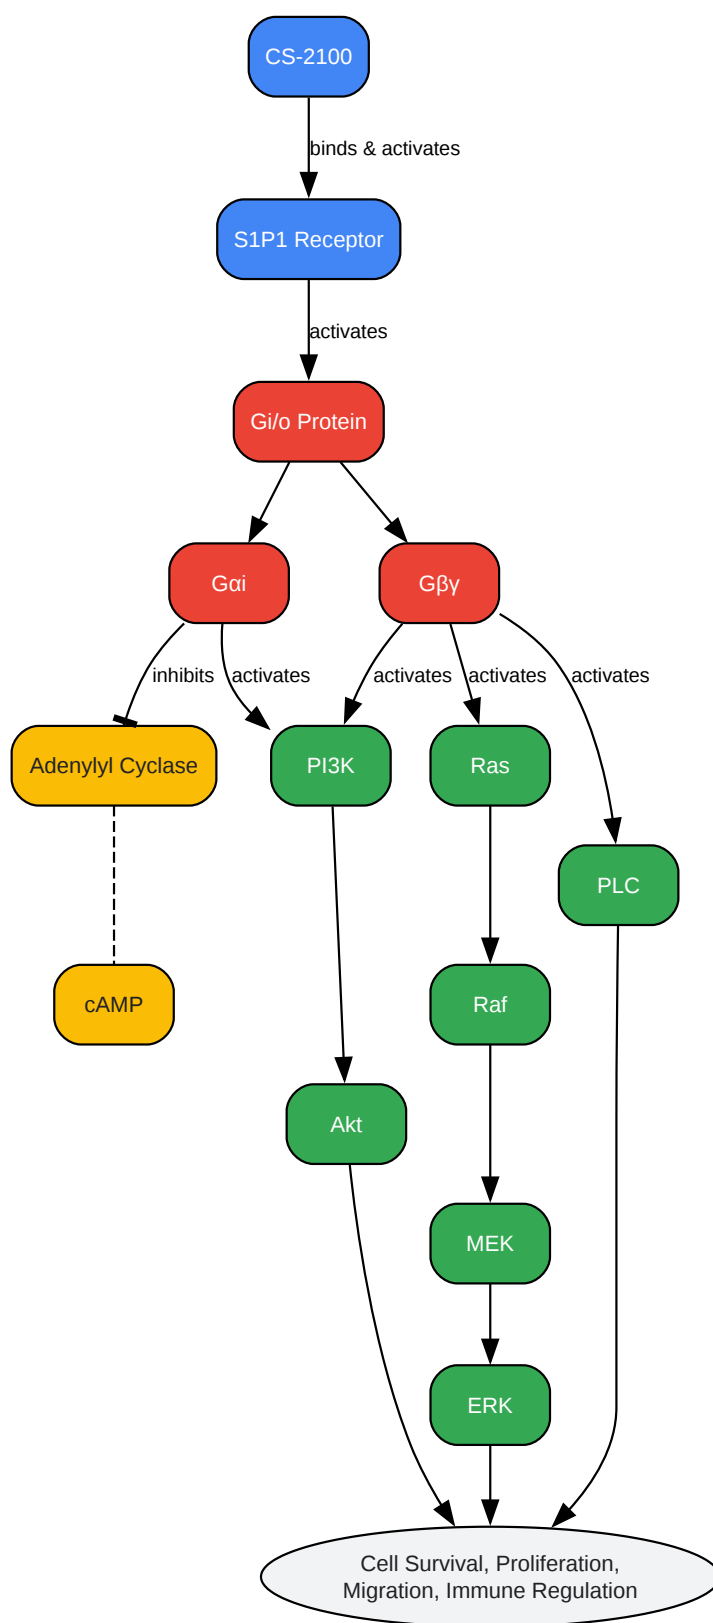 CS-2100
binds & activates
S1P1 Receptor
activates
Gi/o Protein
Gαi
Gβγ
inhibits
activates
activates
activates
activates
Adenylyl Cyclase
PI3K
Ras
PLC
cAMP
Raf
Akt
MEK
ERK
Cell Survival, Proliferation,
Migration, Immune Regulation